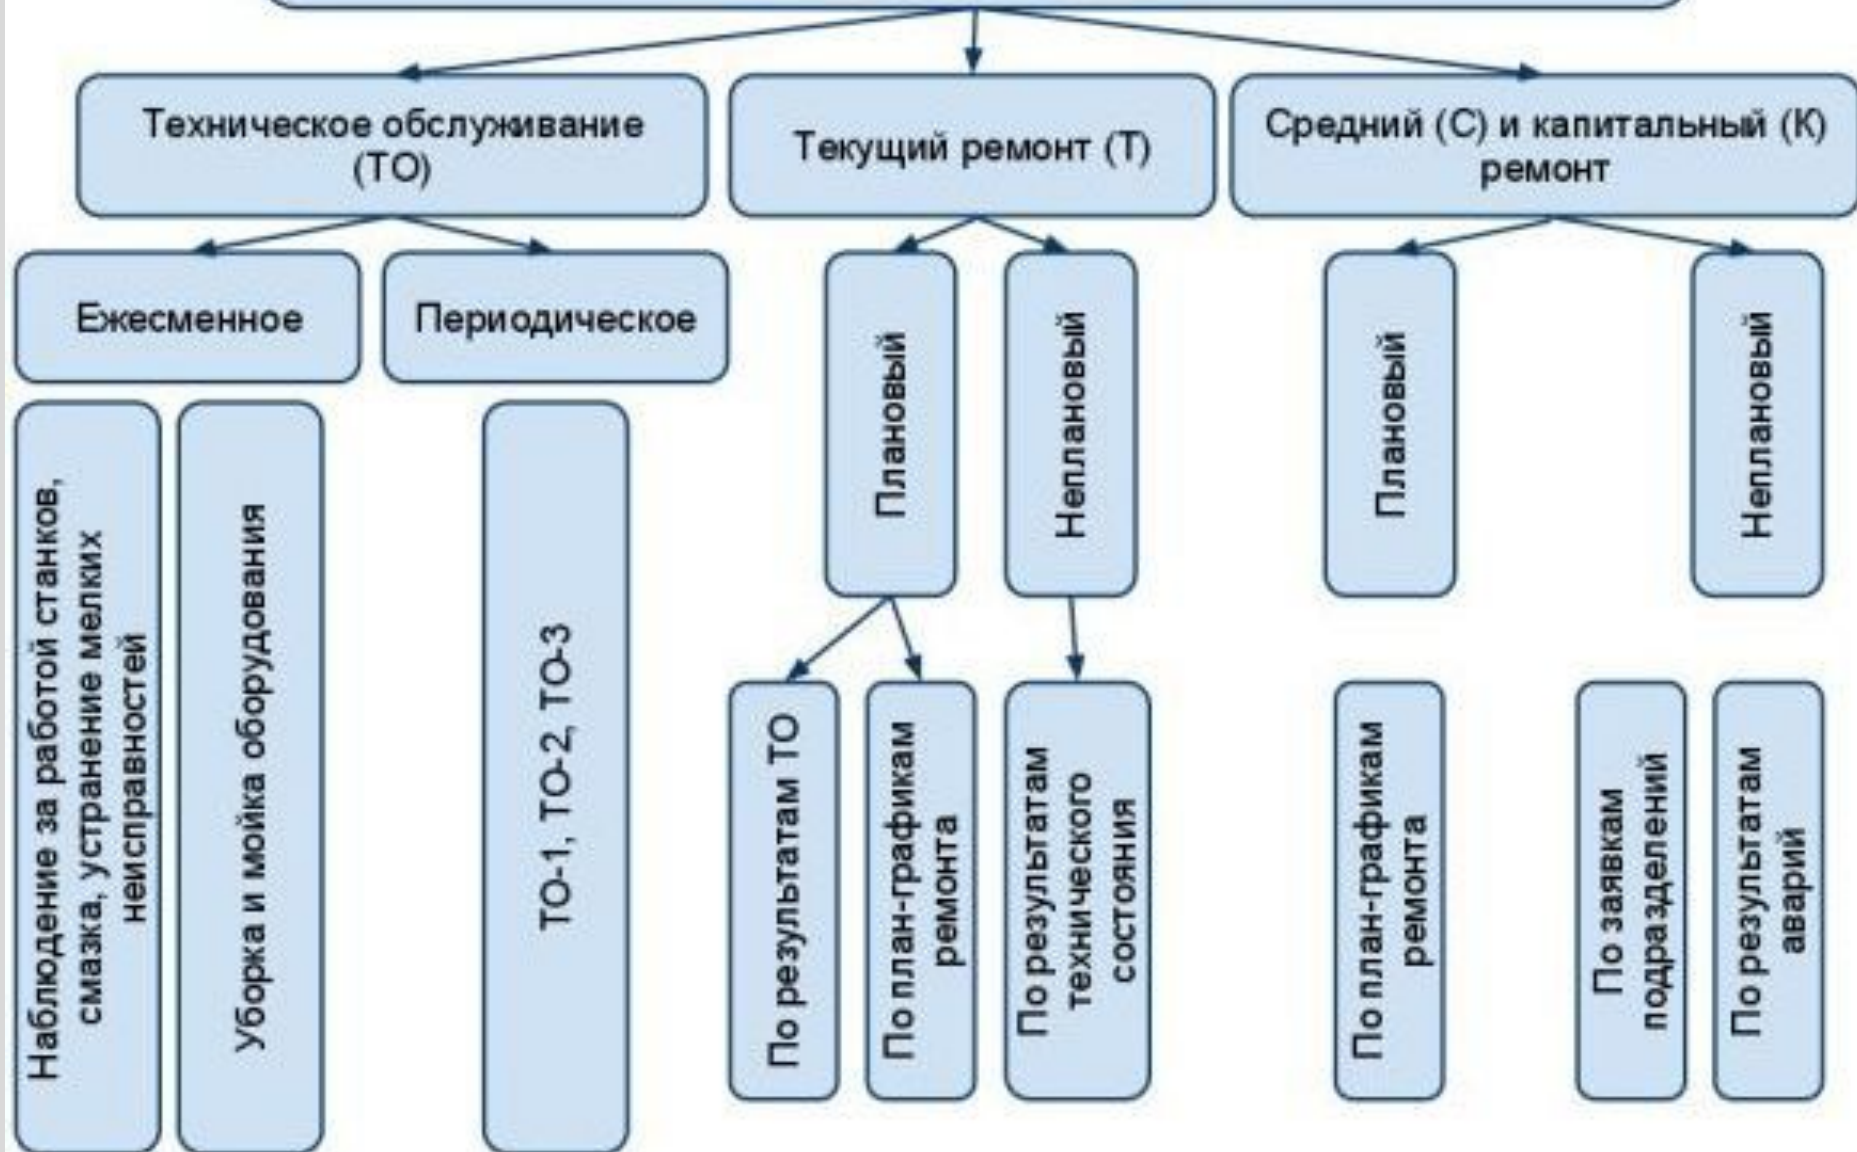 Техническое обслуживание
(ТО)
Текущий ремонт (Т)
Средний (С) и капитальный (К)
ремонт
Ежесменное
Периодическое
Плановый
Неплановый
Плановый
Неплановый
Наблюдение за работой станков,
смазка, устранение мелких
неисправностей
Уборка и мойка оборудования
ТО-1, ТО-2, ТО-3
По результатам ТО
По план-графикам
ремонта
По результатам
технического
состояния
По план-графикам
ремонта
По заявкам
подразделений
По результатам
аварий